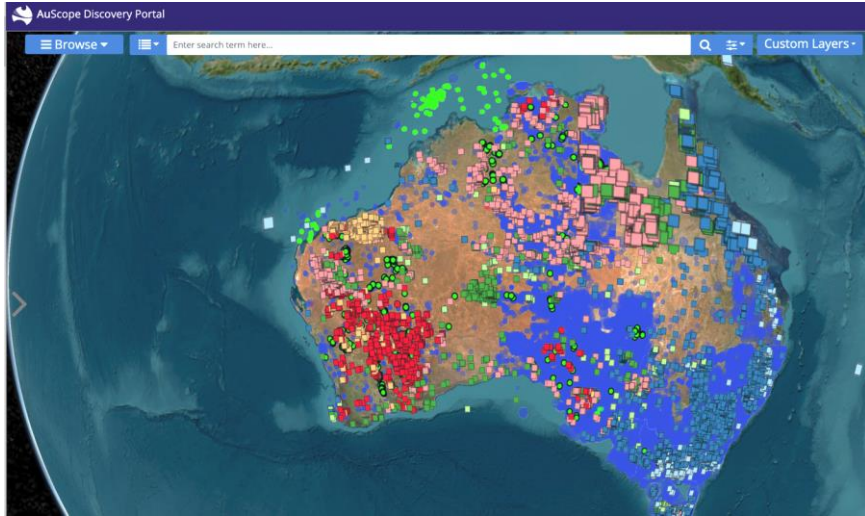 AuScope Discovery Portal
Browse
Enter search term here...
Custom Layers